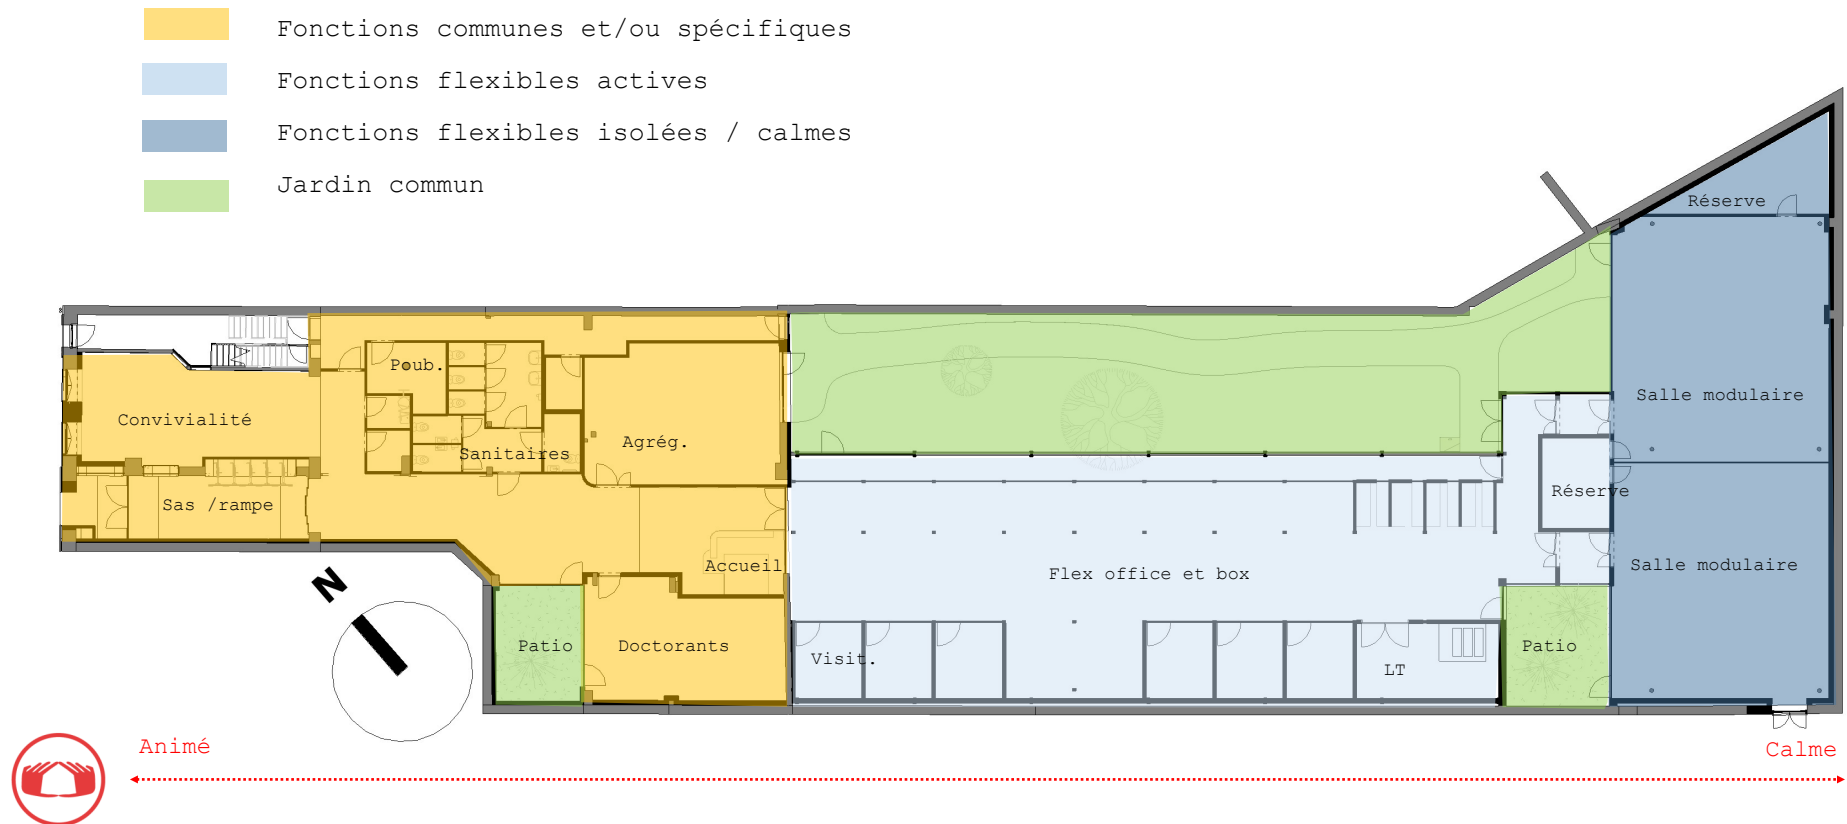 Fonctions communes et/ou spécifiques
Fonctions flexibles actives
Fonctions flexibles isolées / calmes
Jardin commun
Réserve
Poub.
Convivialité
Agrég.
Sanitaires
Salle modulaire
Sas /rampe
Réserve
Accueil
Flex office et box
Salle modulaire
N
Patio
Doctorants
Visit.
LT
Patio
Animé
Calme